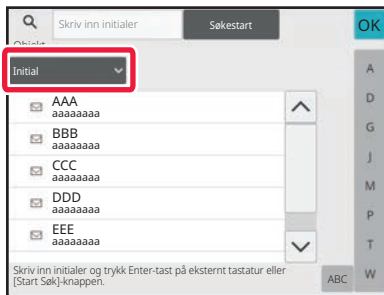 Skriv inn initialer
Søkestart
OK
Objekt
Initial
AAA
aaaaaaaa
BBB
aaaaaaaa
CCC
aaaaaaaa
DDD
aaaaaaaa
EEE
aaaaaaaa
A
D
G
J
M
P
T
W
ABC
Skriv inn initialer og trykk Enter-tast på eksternt tastatur eller
[Start Søk]-knappen.